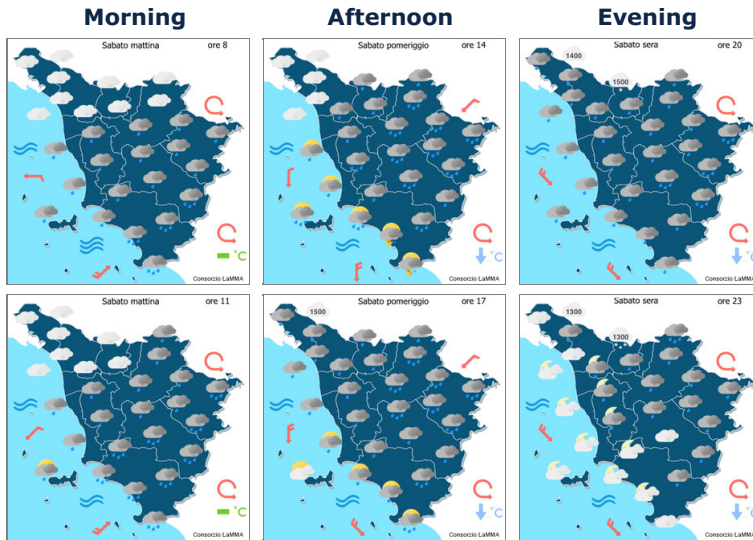 Morning Afternoon Evening
Sabato mattina ore 8
°C
Consorzio LaMMA
Sabato pomeriggio ore 14
°C
Consorzio LaMMA
Sabato sera ore 20
1400
1500
°C
Consorzio LaMMA
Sabato mattina ore 11
°C
Consorzio LaMMA
Sabato pomeriggio ore 17
1500
°C
Consorzio LaMMA
Sabato sera ore 23
1300
1300
°C
Consorzio LaMMA